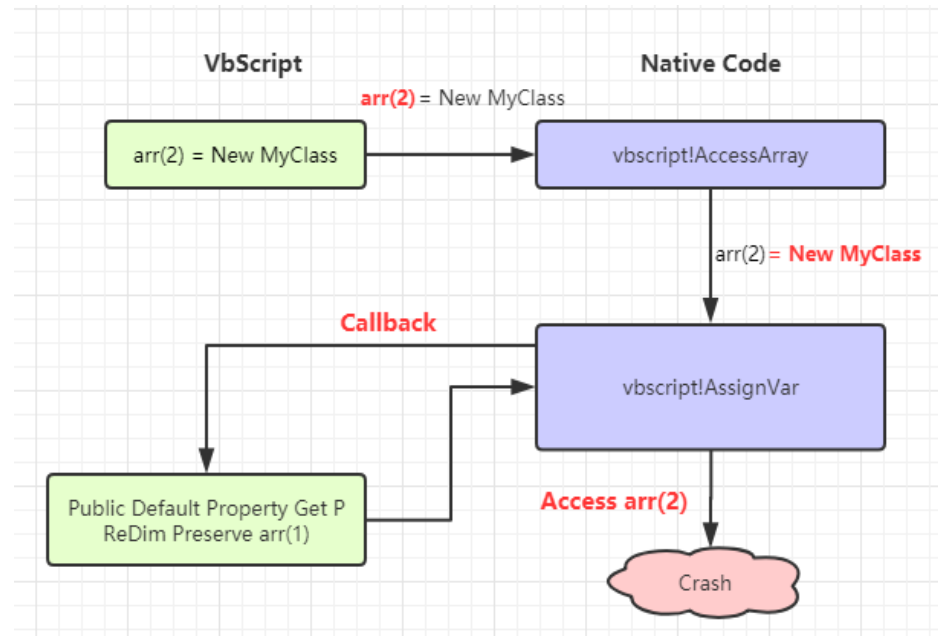 VbScript
Native Code
arr(2) = New MyClass
arr(2) = New MyClass
vbscript!AccessArray
arr(2) = New MyClass
Callback
vbscript!AssignVar
Public Default Property Get P
ReDim Preserve arr(1)
Access arr(2)
Crash